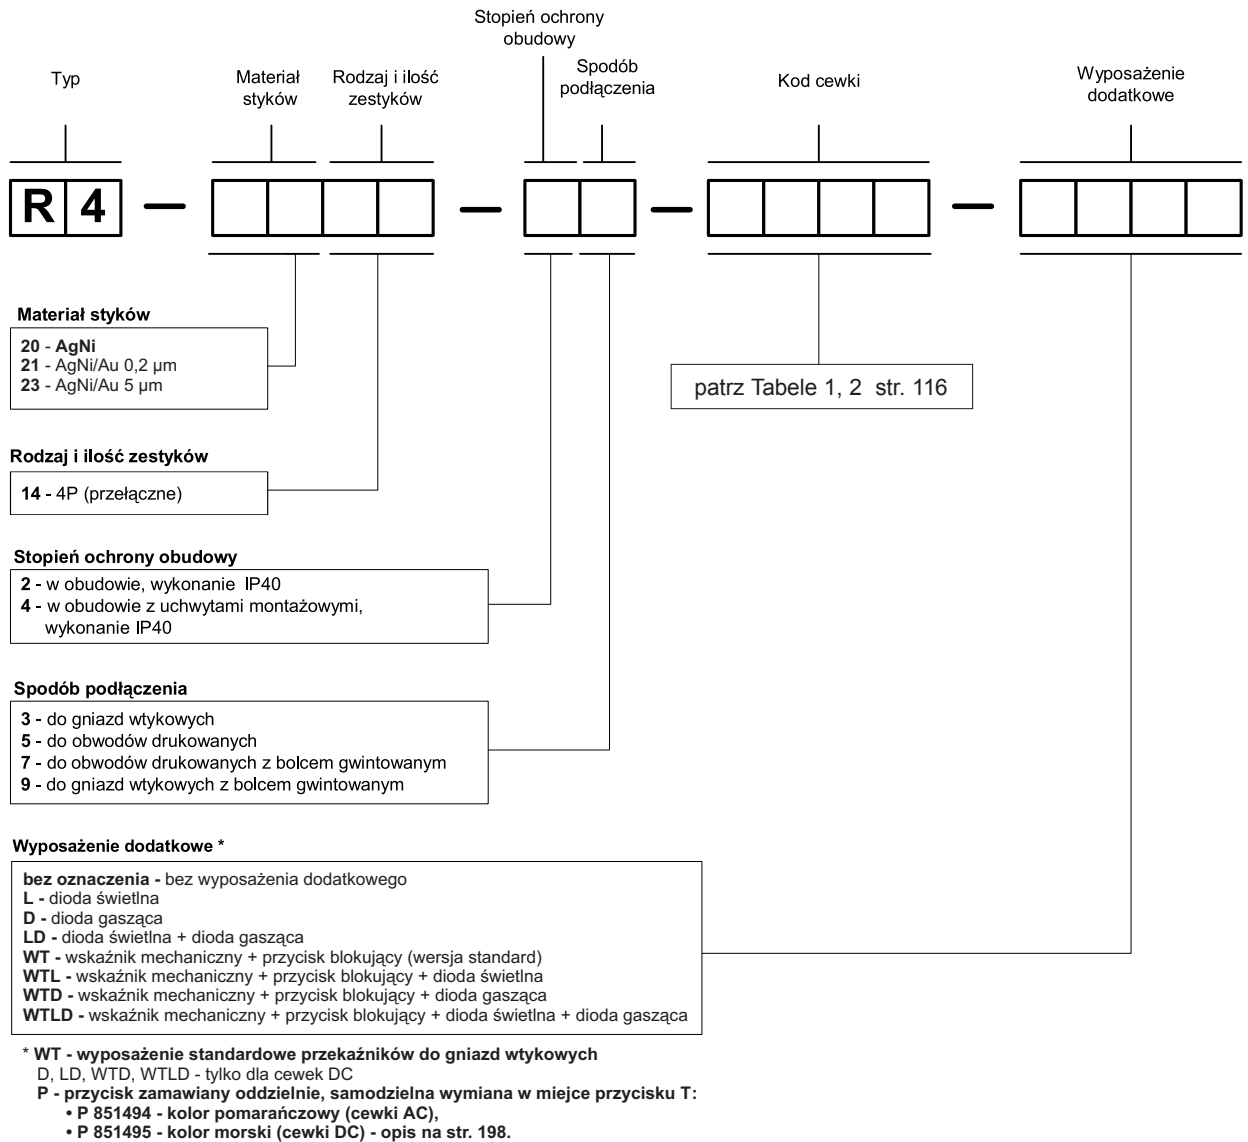 Stopień ochrony
obudowy
Typ
Materiał
styków
Rodzaj i ilość
zestyków
Spodób
podłączenia
Kod cewki
Wyposażenie
dodatkowe
R 4 — — — —
Materiał styków
20 - AgNi
21 - AgNi/Au 0,2 µm
23 - AgNi/Au 5 µm
patrz Tabele 1, 2 str. 116
Rodzaj i ilość zestyków
14 - 4P (przełączne)
Stopień ochrony obudowy
2 - w obudowie, wykonanie IP40
4 - w obudowie z uchwytami montażowymi,
wykonanie IP40
Spodób podłączenia
3 - do gniazd wtykowych
5 - do obwodów drukowanych
7 - do obwodów drukowanych z bolcem gwintowanym
9 - do gniazd wtykowych z bolcem gwintowanym
Wyposażenie dodatkowe *
bez oznaczenia - bez wyposażenia dodatkowego
L - dioda świetlna
D - dioda gasząca
LD - dioda świetlna + dioda gasząca
WT - wskaźnik mechaniczny + przycisk blokujący (wersja standard)
WTL - wskaźnik mechaniczny + przycisk blokujący + dioda świetlna
WTD - wskaźnik mechaniczny + przycisk blokujący + dioda gasząca
WTLD - wskaźnik mechaniczny + przycisk blokujący + dioda świetlna + dioda gasząca
* WT - wyposażenie standardowe przekaźników do gniazd wtykowych
D, LD, WTD, WTLD - tylko dla cewek DC
P - przycisk zamawiany oddzielnie, samodzielna wymiana w miejce przycisku T:
• P 851494 - kolor pomarańczowy (cewki AC),
• P 851495 - kolor morski (cewki DC) - opis na str. 198.